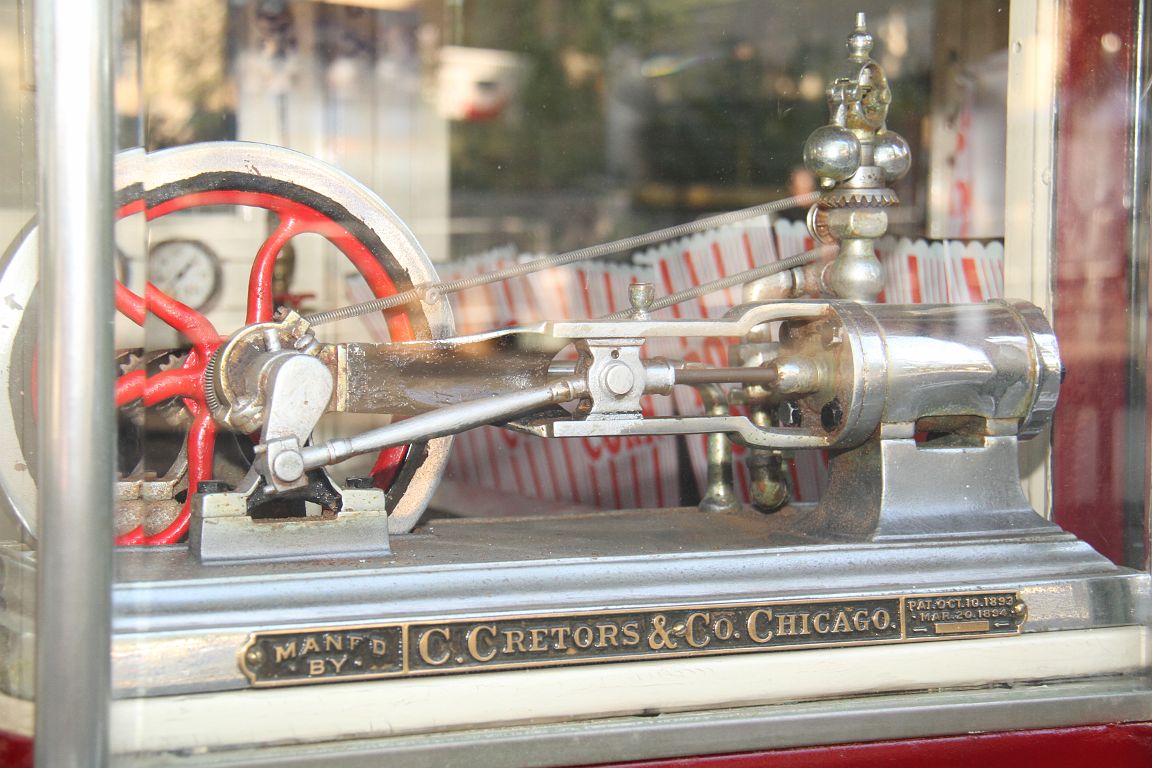 MANF'D
BY
C. CRETORS & CO. CHICAGO.
PAT. OCT. 10. 1893
MAR. 20. 1894